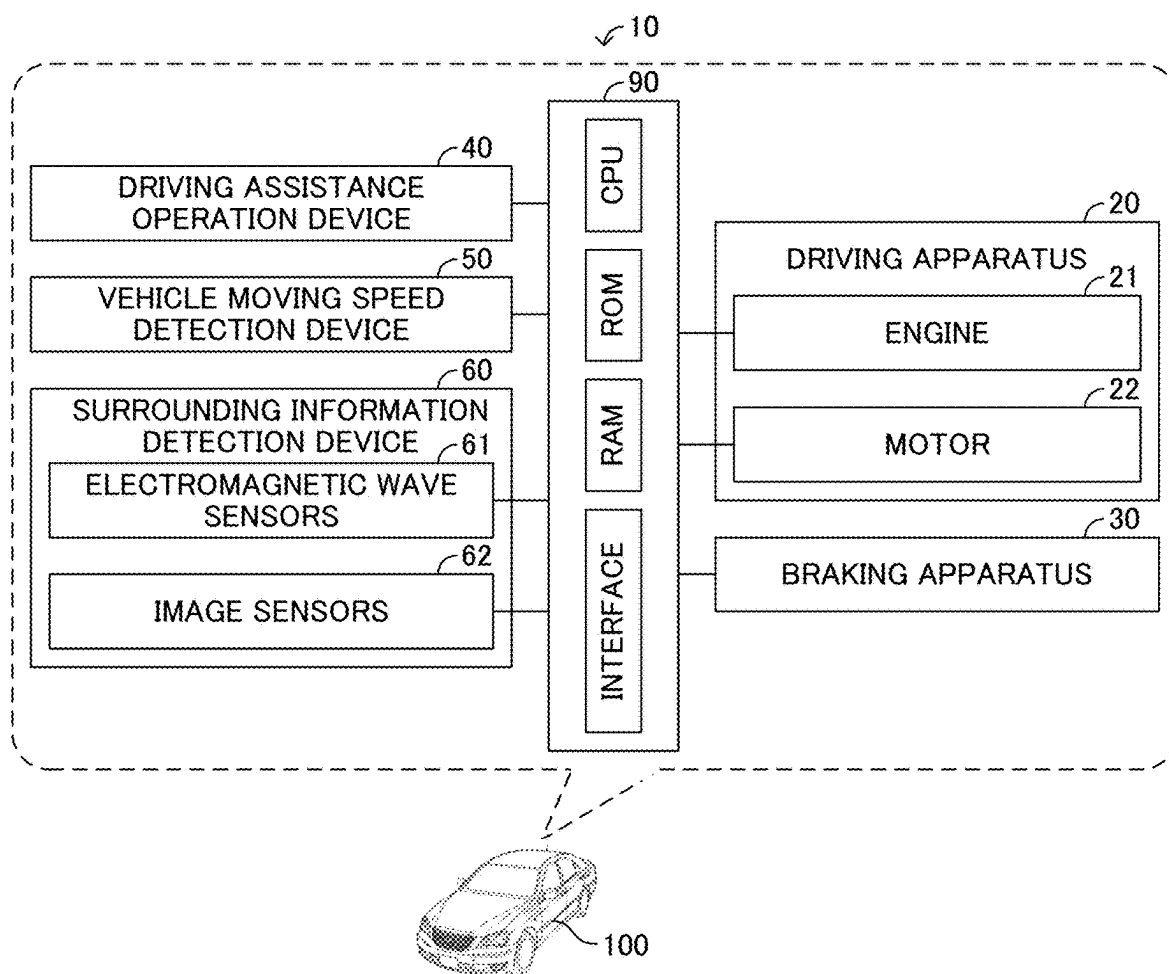 10
90
40
DRIVING ASSISTANCE
OPERATION DEVICE
50
VEHICLE MOVING SPEED
DETECTION DEVICE
60
SURROUNDING INFORMATION
DETECTION DEVICE
61
ELECTROMAGNETIC WAVE
SENSORS
62
IMAGE SENSORS
CPU
ROM
RAM
INTERFACE
20
DRIVING APPARATUS
21
ENGINE
22
MOTOR
30
BRAKING APPARATUS
100